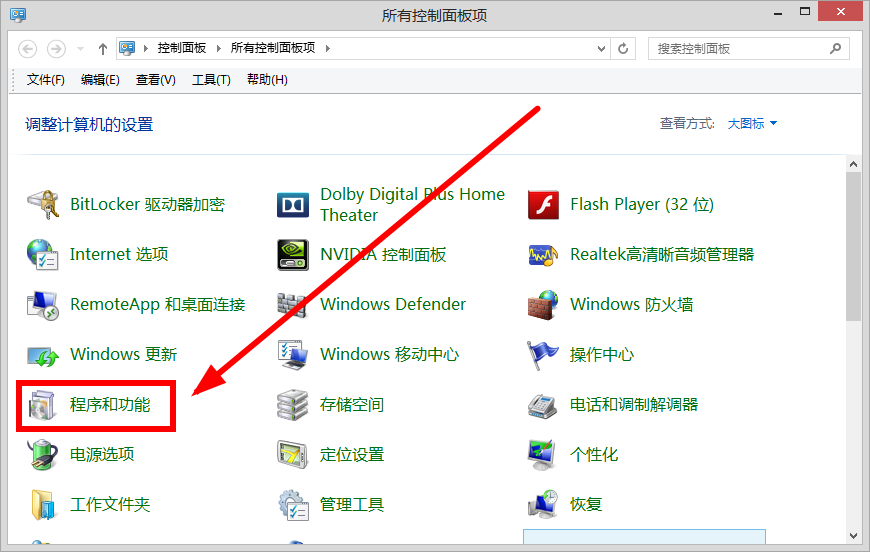 所有控制面板项
控制面板 所有控制面板项
搜索控制面板
文件(F) 编辑(E) 查看(V) 工具(T) 帮助(H)
调整计算机的设置
查看方式: 大图标
BitLocker 驱动器加密
Dolby Digital Plus Home
Theater
Flash Player (32 位)
Internet 选项
NVIDIA 控制面板
Realtek高清晰音频管理器
RemoteApp 和桌面连接
Windows Defender
Windows 防火墙
Windows 更新
Windows 移动中心
操作中心
程序和功能
存储空间
电话和调制解调器
电源选项
定位设置
个性化
工作文件夹
管理工具
恢复